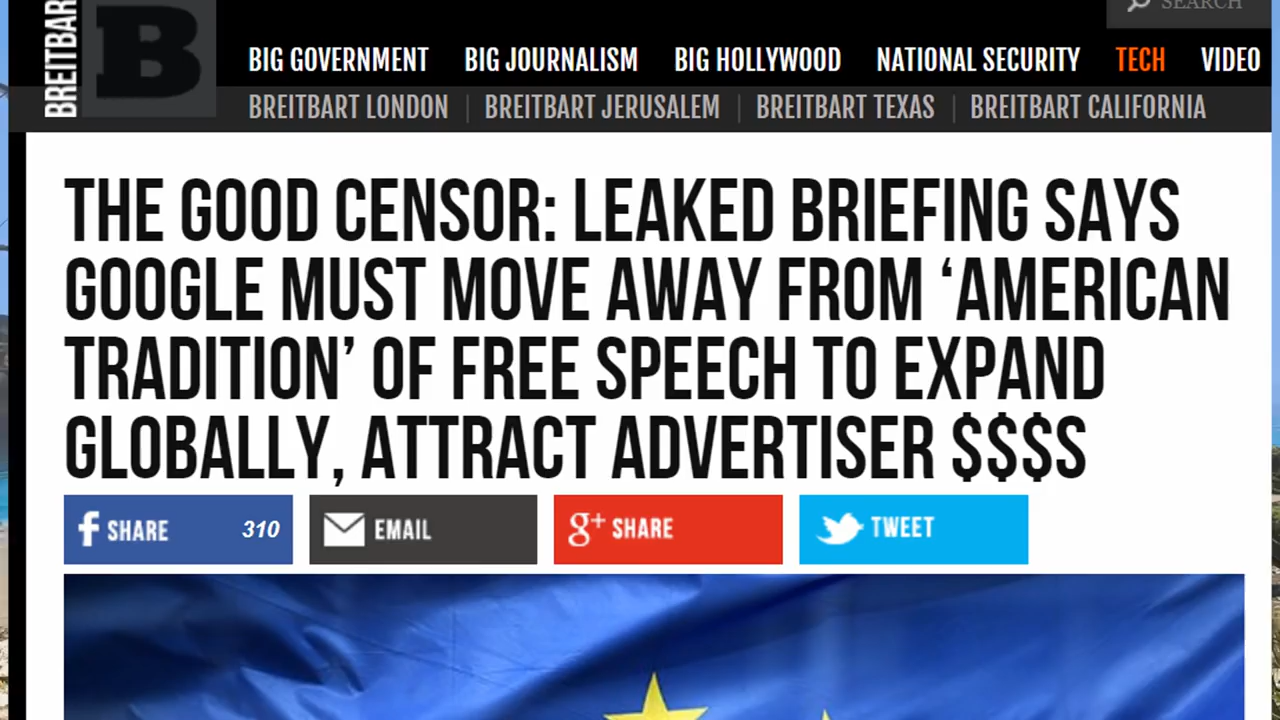 SEARCH
BREITBAR
B
BIG GOVERNMENT BIG JOURNALISM BIG HOLLYWOOD NATIONAL SECURITY TECH VIDEO
BREITBART LONDON | BREITBART JERUSALEM | BREITBART TEXAS | BREITBART CALIFORNIA
THE GOOD CENSOR: LEAKED BRIEFING SAYS
GOOGLE MUST MOVE AWAY FROM ‘AMERICAN
TRADITION’ OF FREE SPEECH TO EXPAND
GLOBALLY, ATTRACT ADVERTISER $$$$
f SHARE 310 EMAIL g+ SHARE TWEET